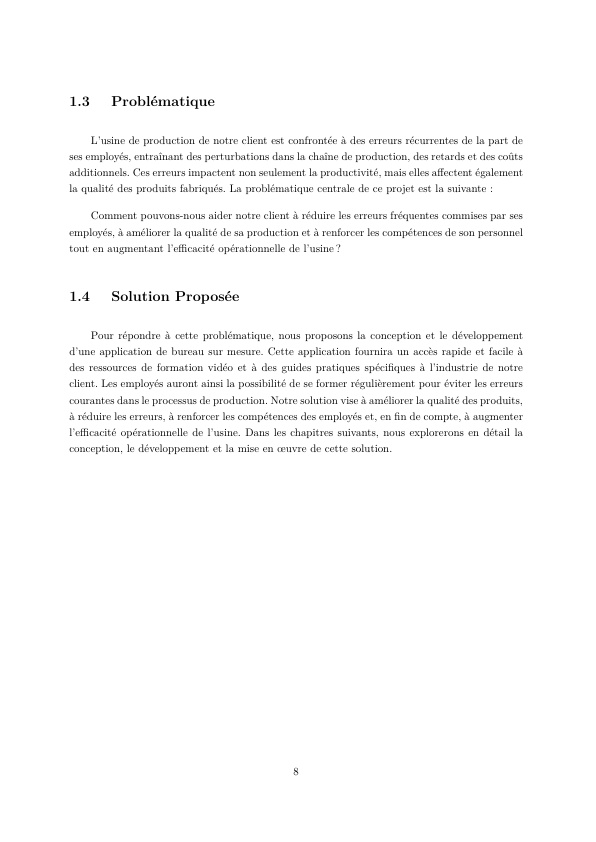 1.3 Problématique
L'usine de production de notre client est confrontée à des erreurs récurrentes de la part de
ses employés, entraînant des perturbations dans la chaîne de production, des retards et des coûts
additionnels. Ces erreurs impactent non seulement la productivité, mais elles affectent également
la qualité des produits fabriqués. La problématique centrale de ce projet est la suivante :
Comment pouvons-nous aider notre client à réduire les erreurs fréquentes commises par ses
employés, à améliorer la qualité de sa production et à renforcer les compétences de son personnel
tout en augmentant l'efficacité opérationnelle de l'usine ?
1.4 Solution Proposée
Pour répondre à cette problématique, nous proposons la conception et le développement
d'une application de bureau sur mesure. Cette application fournira un accès rapide et facile à
des ressources de formation vidéo et à des guides pratiques spécifiques à l'industrie de notre
client. Les employés auront ainsi la possibilité de se former régulièrement pour éviter les erreurs
courantes dans le processus de production. Notre solution vise à améliorer la qualité des produits,
à réduire les erreurs, à renforcer les compétences des employés et, en fin de compte, à augmenter
l'efficacité opérationnelle de l'usine. Dans les chapitres suivants, nous explorerons en détail la
conception, le développement et la mise en œuvre de cette solution.
8